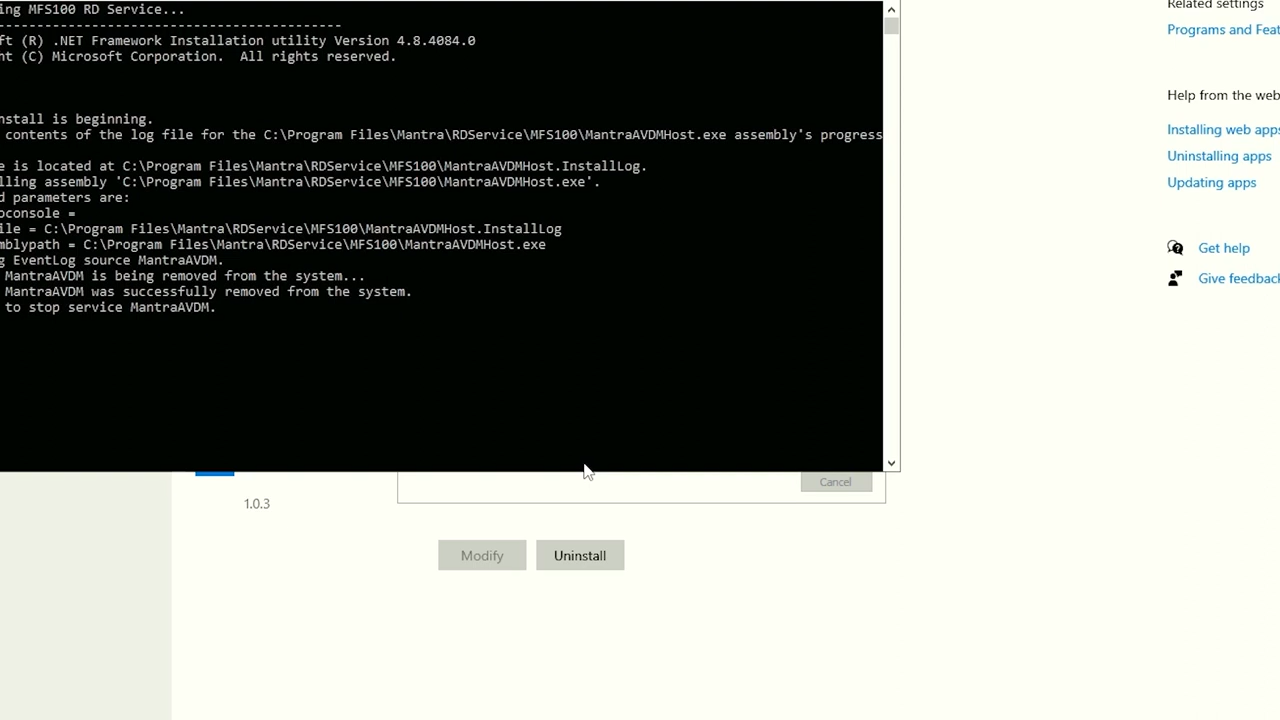 ing MFS100 RD Service...
-------------------------------------------
ft (R) .NET Framework Installation utility Version 4.8.4084.0
ht (C) Microsoft Corporation.  All rights reserved.
nstall is beginning.
contents of the log file for the C:\Program Files\Mantra\RDService\MFS100\MantraAVDMHost.exe assembly's progress
e is located at C:\Program Files\Mantra\RDService\MFS100\MantraAVDMHost.InstallLog.
lling assembly 'C:\Program Files\Mantra\RDService\MFS100\MantraAVDMHost.exe'.
d parameters are:
oconsole =
ile = C:\Program Files\Mantra\RDService\MFS100\MantraAVDMHost.InstallLog
mblypath = C:\Program Files\Mantra\RDService\MFS100\MantraAVDMHost.exe
g EventLog source MantraAVDM.
MantraAVDM is being removed from the system...
MantraAVDM was successfully removed from the system.
to stop service MantraAVDM.
Cancel
1.0.3
Modify
Uninstall
Related settings
Programs and Feat
Help from the web
Installing web apps
Uninstalling apps
Updating apps
Get help
Give feedback